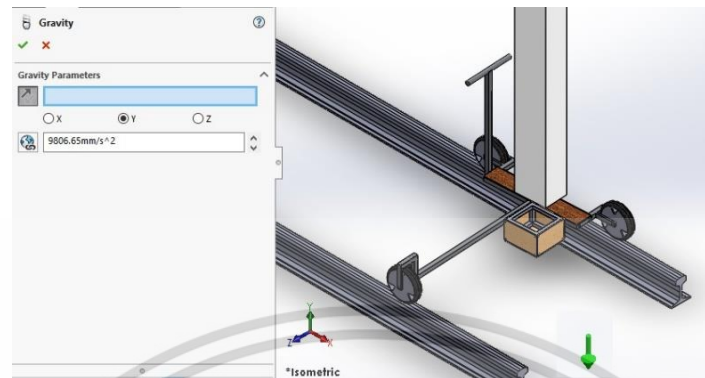 Gravity
Gravity Parameters
X Y Z
9806.65mm/s^2
Y
Z X
*Isometric